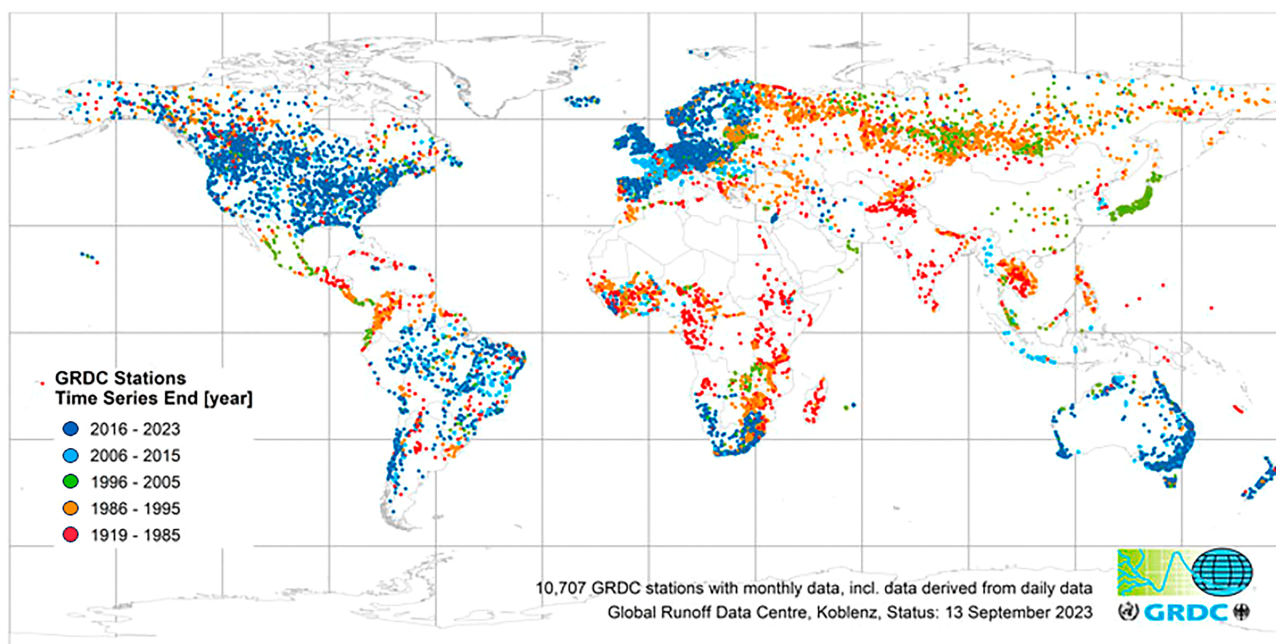 GRDC Stations
Time Series End [year]
2016 - 2023
2006 - 2015
1996 - 2005
1986 - 1995
1919 - 1985
10,707 GRDC stations with monthly data, incl. data derived from daily data
Global Runoff Data Centre, Koblenz, Status: 13 September 2023
GRDC